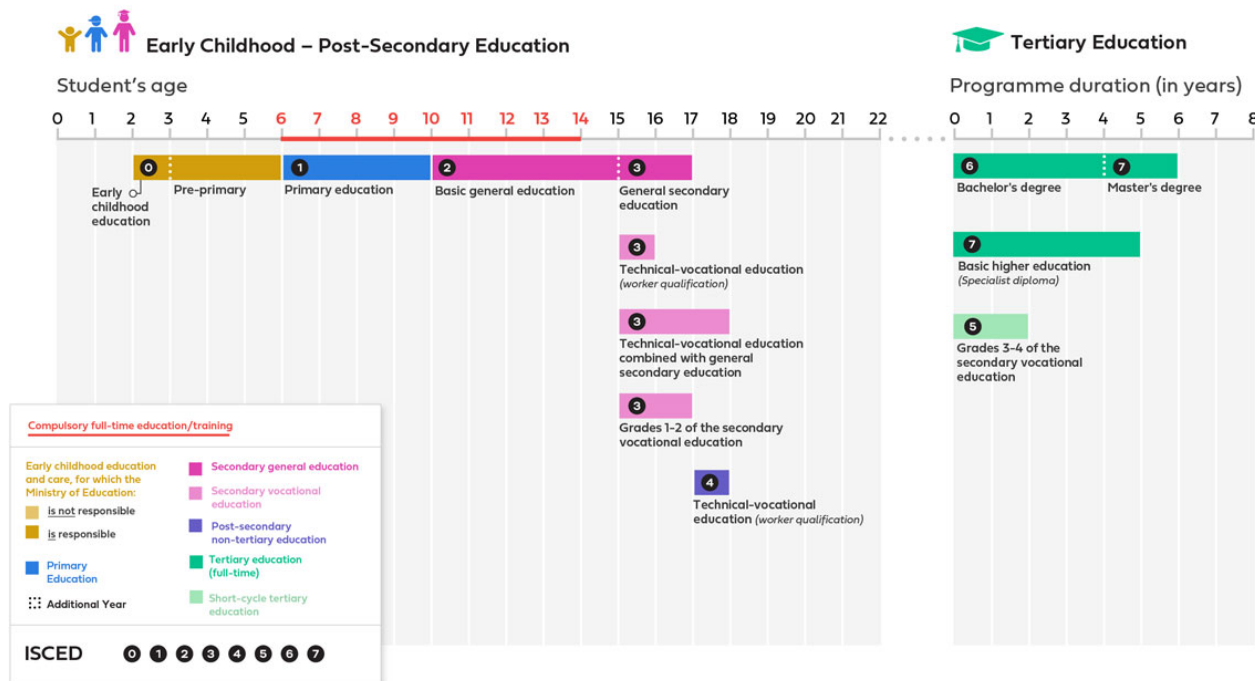 Early Childhood – Post-Secondary Education
Tertiary Education
Student's age
Programme duration (in years)
0 1 2 3 4 5 6 7 8 9 10 11 12 13 14 15 15 17 18 19 20 21 22
0 1 2 3 4 5 6 7 8
0
1
2
3
6
7
Early
childhood
education
Pre-primary
Primary education
Basic general education
General secondary
education
Bachelor's degree
Master's degree
3
Technical-vocational education
(worker qualification)
7
Basic higher education
(Specialist diploma)
3
Technical-vocational education
combined with general
secondary education
5
Grades 3-4 of the
secondary vocational
education
3
Grades 1-2 of the secondary
vocational education
4
Technical-vocational
education (worker qualification)
Compulsory full-time education/training
Early childhood education
and care, for which the
Ministry of Education:
is not responsible
is responsible
Primary
Education
Additional Year
Secondary general education
Secondary vocational
education
Post-secondary
non-tertiary education
Tertiary education
(full-time)
Short-cycle tertiary
education
ISCED 0 1 2 3 4 5 6 7